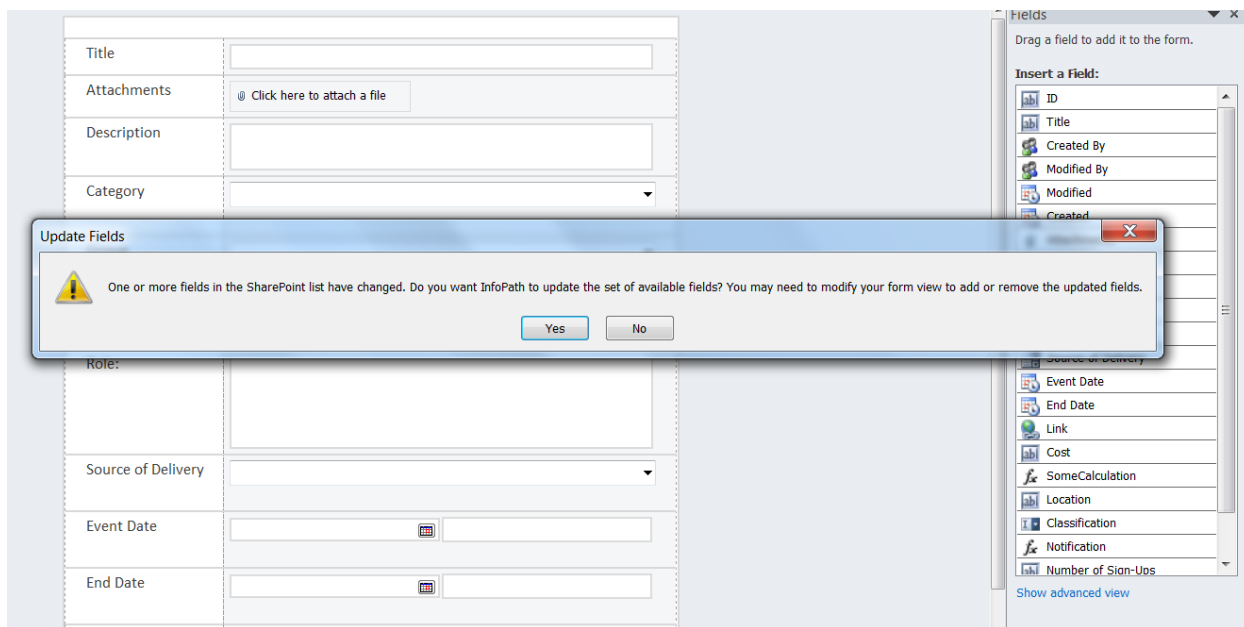 Fields
Drag a field to add it to the form.
Insert a Field:
Title
Attachments
Click here to attach a file
Description
Category
ID
Title
Created By
Modified By
Modified
Created
Update Fields
One or more fields in the SharePoint list have changed. Do you want InfoPath to update the set of available fields? You may need to modify your form view to add or remove the updated fields.
Yes
No
Role:
Source of Delivery
Event Date
End Date
Source of Delivery
Event Date
End Date
Link
Cost
SomeCalculation
Location
Classification
Notification
Number of Sign-Ups
Show advanced view